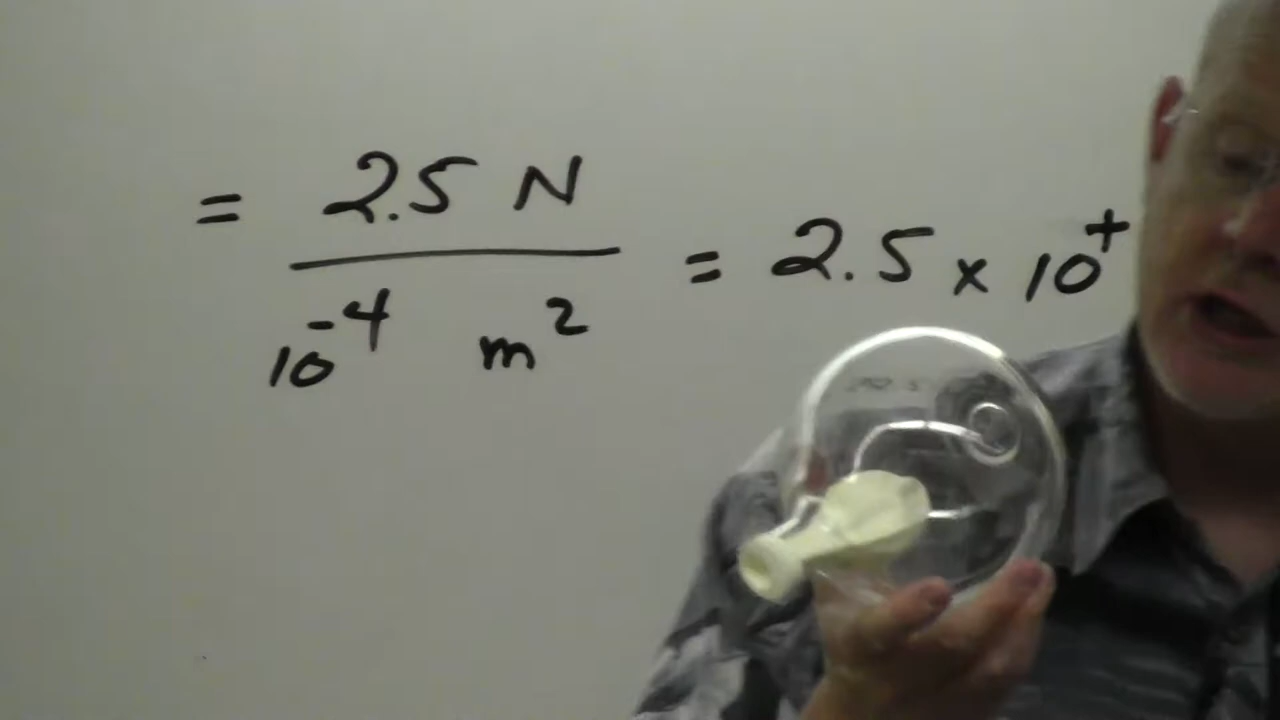 = 2.5 N
10⁻⁴ m² = 2.5 x 10⁺